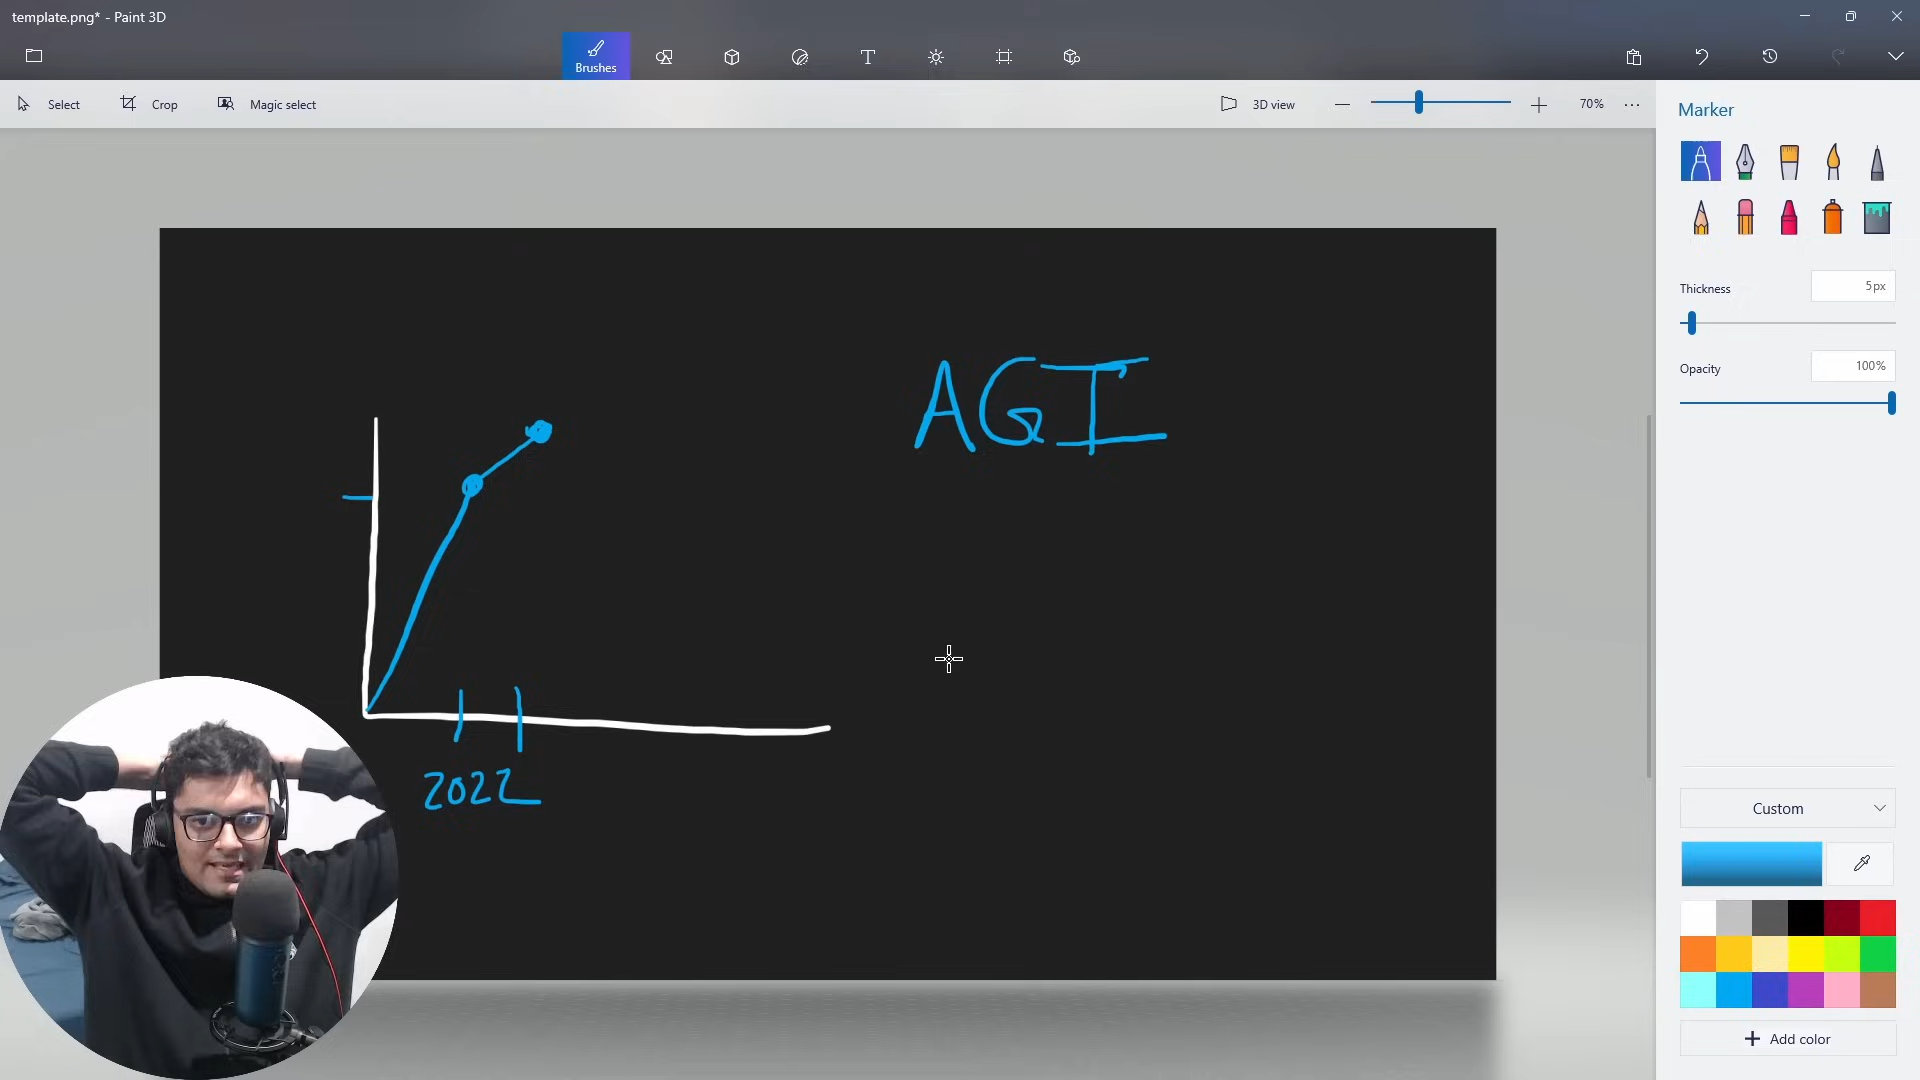 template.png* - Paint 3D
Brushes
Select
Crop
Magic select
3D view
70%
Marker
Thickness
5px
Opacity
100%
AGI
2022
Custom
Add color